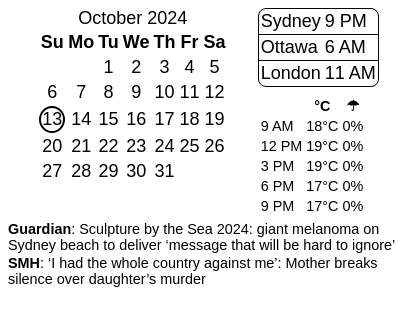 October 2024
Su Mo Tu We Th Fr Sa
1 2 3 4 5
6 7 8 9 10 11 12
13 14 15 16 17 18 19
20 21 22 23 24 25 26
27 28 29 30 31
Sydney 9 PM
Ottawa 6 AM
London 11 AM
°C ☂
9 AM 18°C 0%
12 PM 19°C 0%
3 PM 19°C 0%
6 PM 17°C 0%
9 PM 17°C 0%
Guardian: Sculpture by the Sea 2024: giant melanoma on
Sydney beach to deliver ‘message that will be hard to ignore’
SMH: ‘I had the whole country against me’: Mother breaks
silence over daughter’s murder